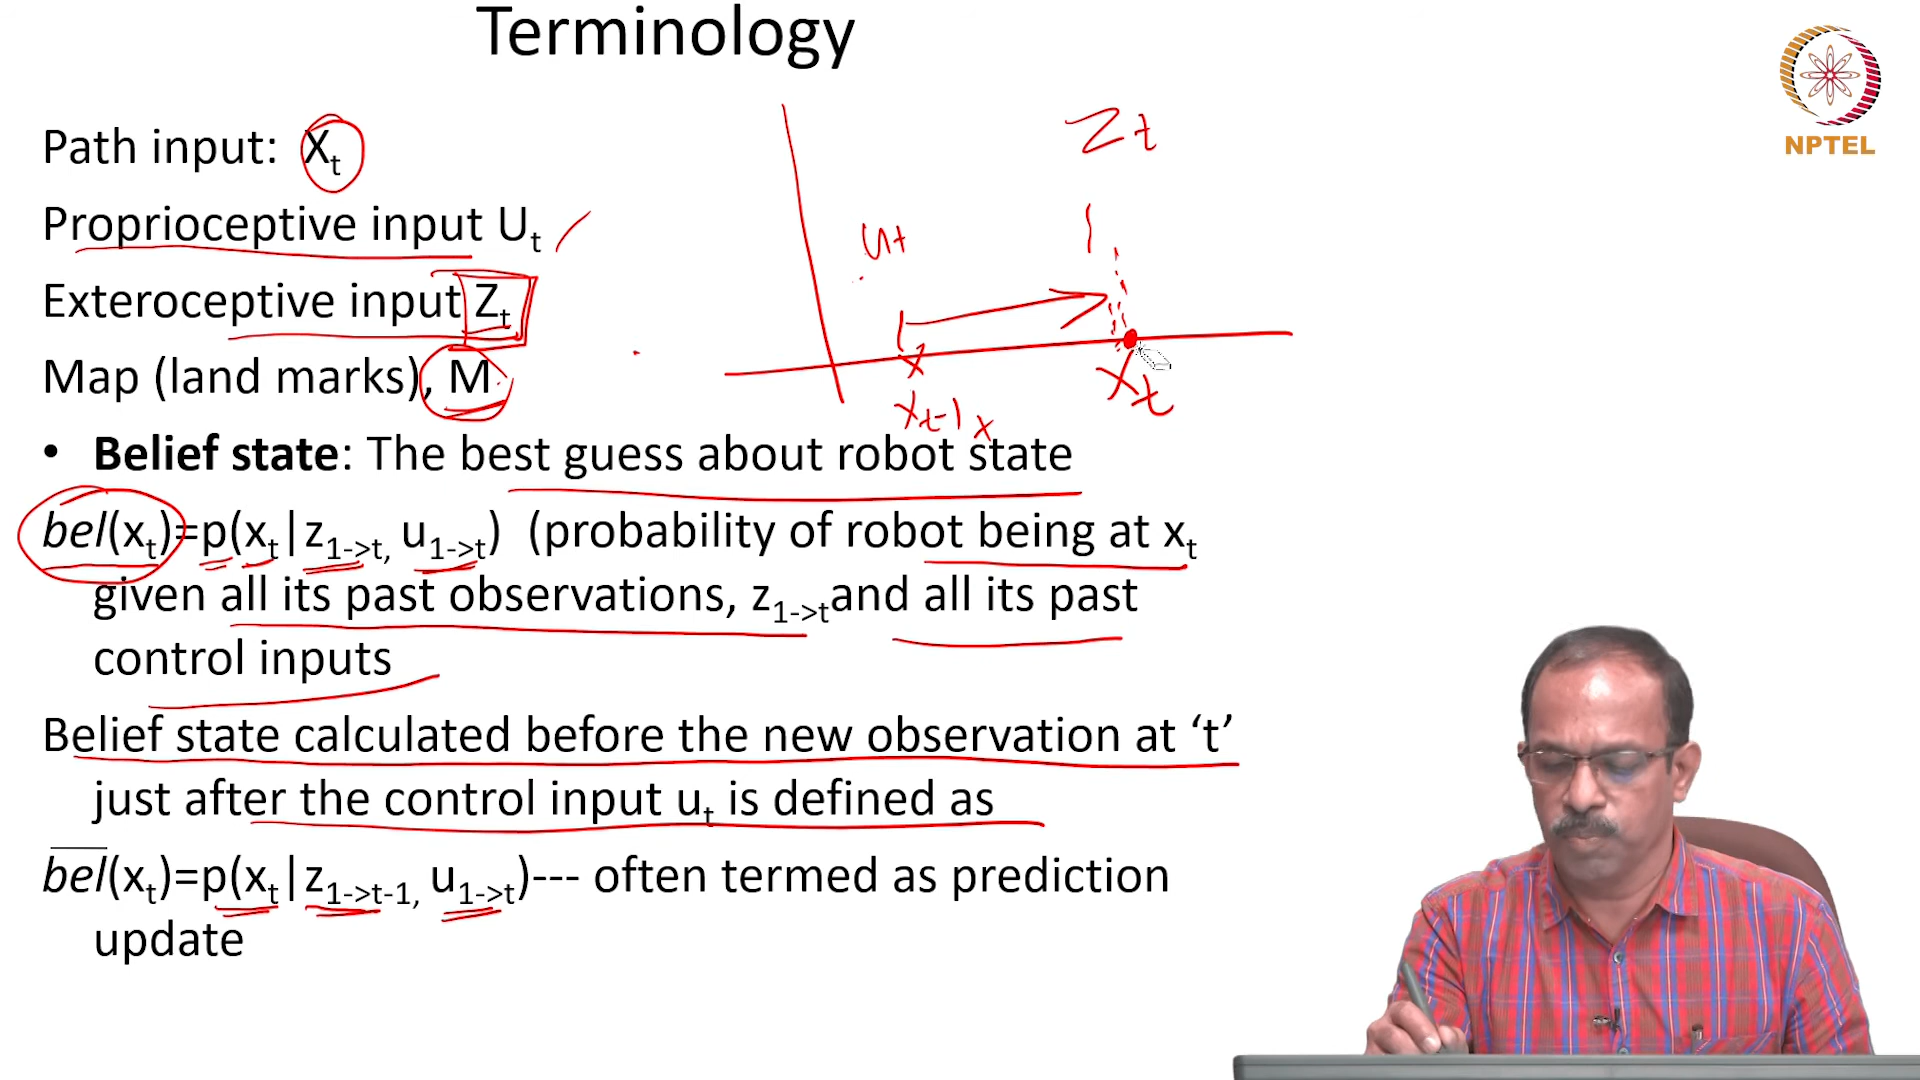 Terminology
NPTEL
Path input: Xt
Zt
Proprioceptive input Ut
ut
Exteroceptive input Zt
Map (land marks), M
x
xt
xt-1
x
• Belief state: The best guess about robot state
bel(xt)=p(xt|z1->t, u1->t) (probability of robot being at xt
given all its past observations, z1->tand all its past
control inputs
Belief state calculated before the new observation at ‘t’
just after the control input ut is defined as
bel(xt)=p(xt|z1->t-1, u1->t)--- often termed as prediction
update